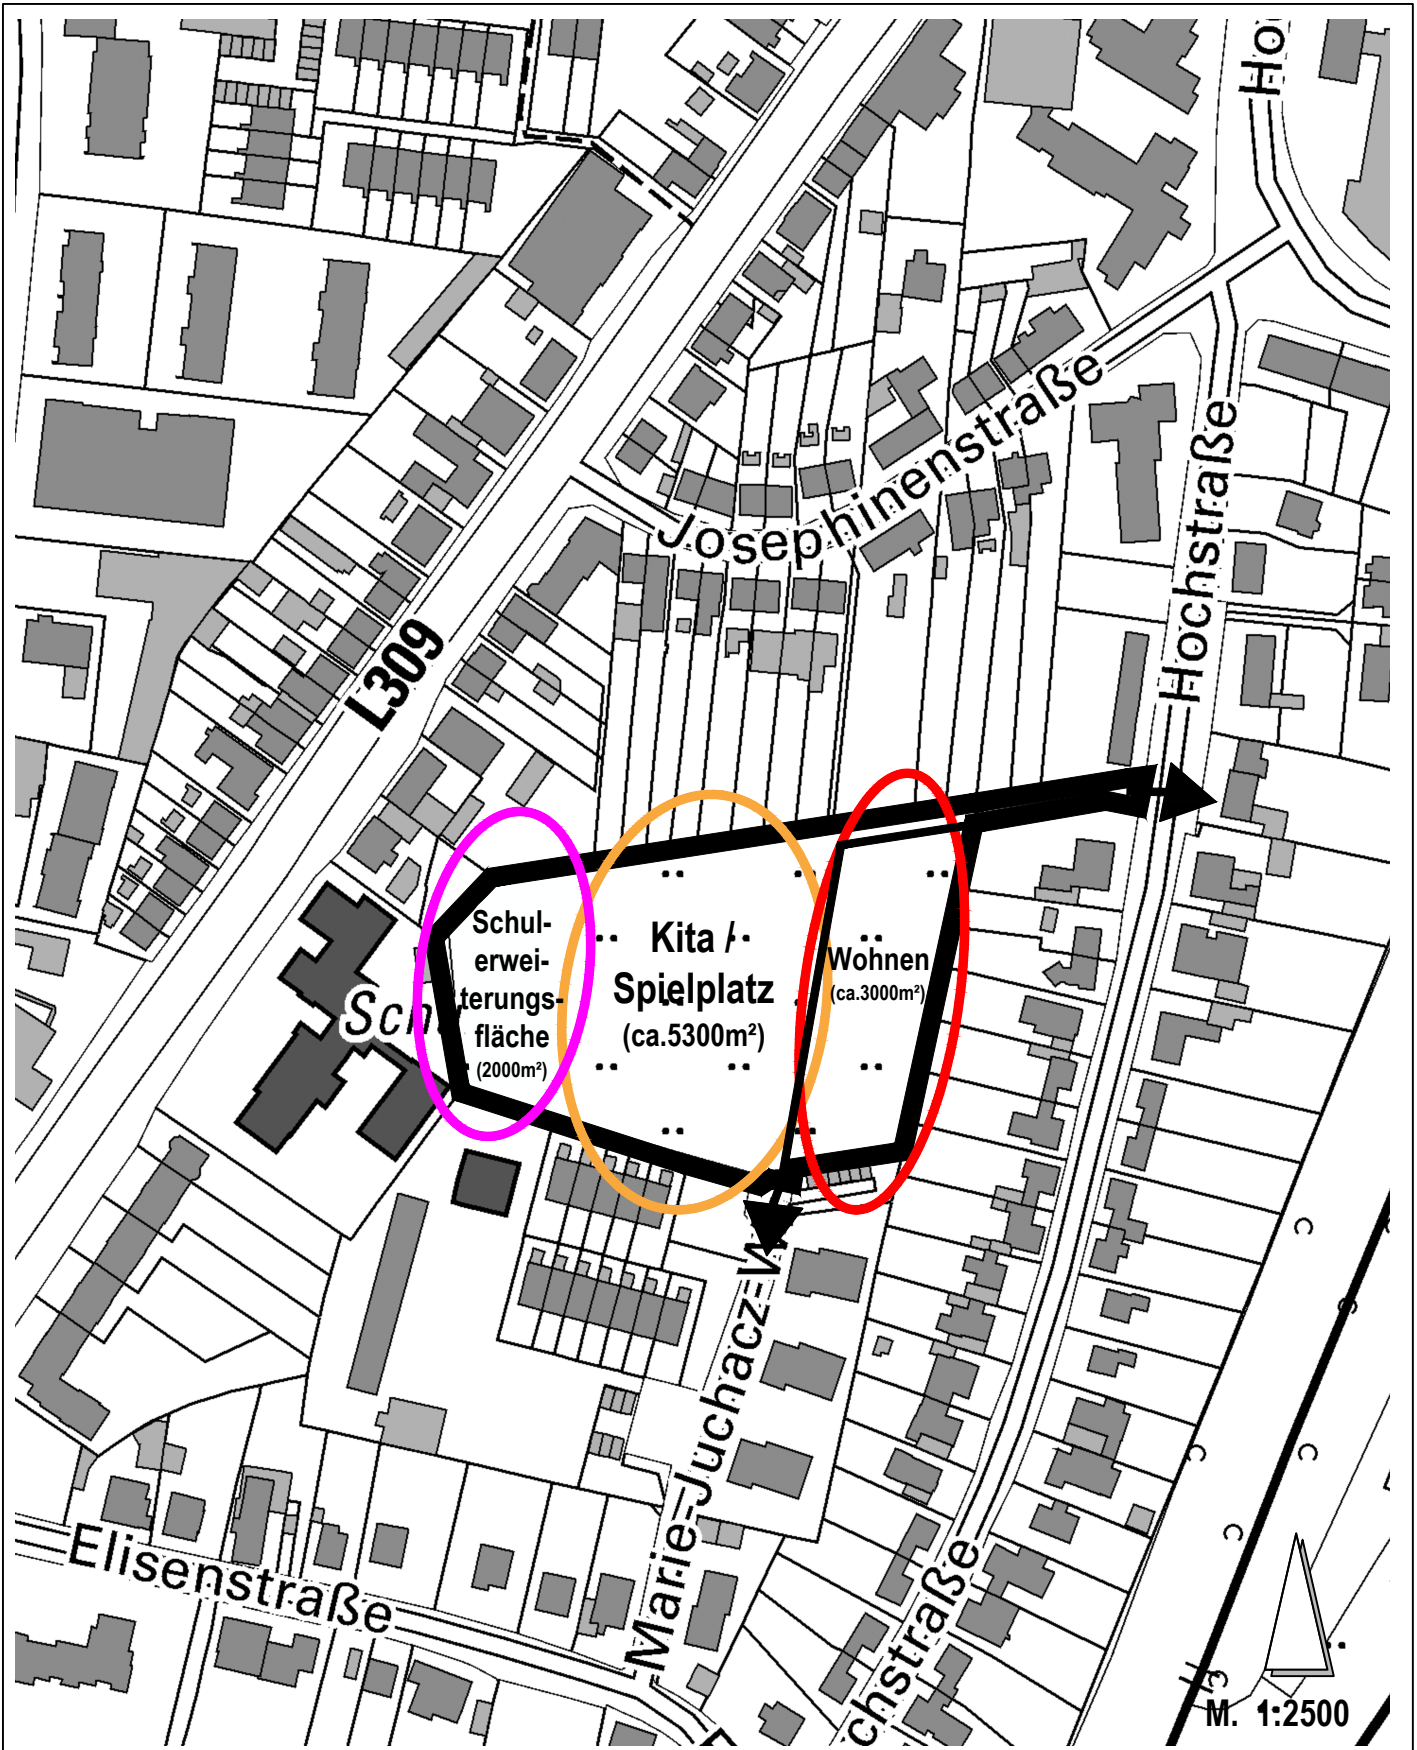 Ho
Josephinenstraße
Hochstraße
L309
Schul-
erwei-
terungs-
fläche
(2000m²)
Kita /
Spielplatz
(ca.5300m²)
Wohnen
(ca.3000m²)
Sch
Marie-Juchacz-W
Elisenstraße
chstraße
M. 1:2500